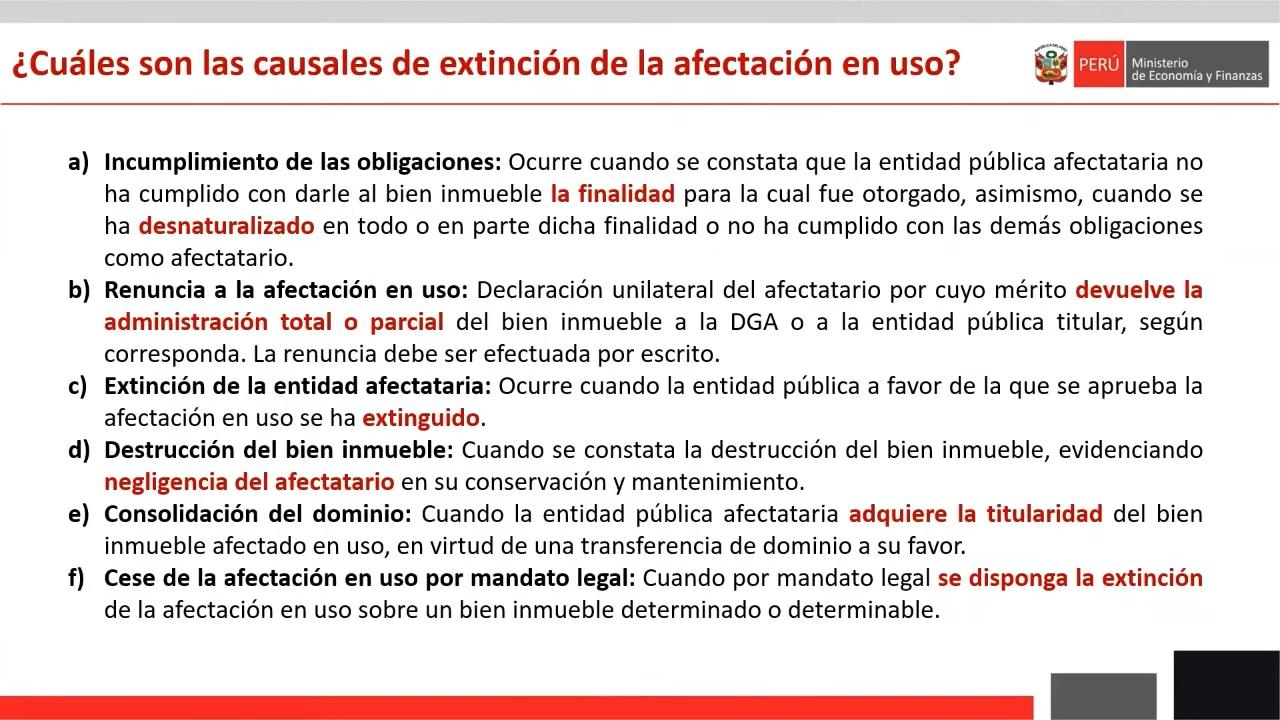 ¿Cuáles son las causales de extinción de la afectación en uso?
PERÚ
Ministerio
de Economía y Finanzas
a) Incumplimiento de las obligaciones: Ocurre cuando se constata que la entidad pública afectataria no
ha cumplido con darle al bien inmueble la finalidad para la cual fue otorgado, asimismo, cuando se
ha desnaturalizado en todo o en parte dicha finalidad o no ha cumplido con las demás obligaciones
como afectatario.
b) Renuncia a la afectación en uso: Declaración unilateral del afectatario por cuyo mérito devuelve la
administración total o parcial del bien inmueble a la DGA o a la entidad pública titular, según
corresponda. La renuncia debe ser efectuada por escrito.
c) Extinción de la entidad afectataria: Ocurre cuando la entidad pública a favor de la que se aprueba la
afectación en uso se ha extinguido.
d) Destrucción del bien inmueble: Cuando se constata la destrucción del bien inmueble, evidenciando
negligencia del afectatario en su conservación y mantenimiento.
e) Consolidación del dominio: Cuando la entidad pública afectataria adquiere la titularidad del bien
inmueble afectado en uso, en virtud de una transferencia de dominio a su favor.
f) Cese de la afectación en uso por mandato legal: Cuando por mandato legal se disponga la extinción
de la afectación en uso sobre un bien inmueble determinado o determinable.